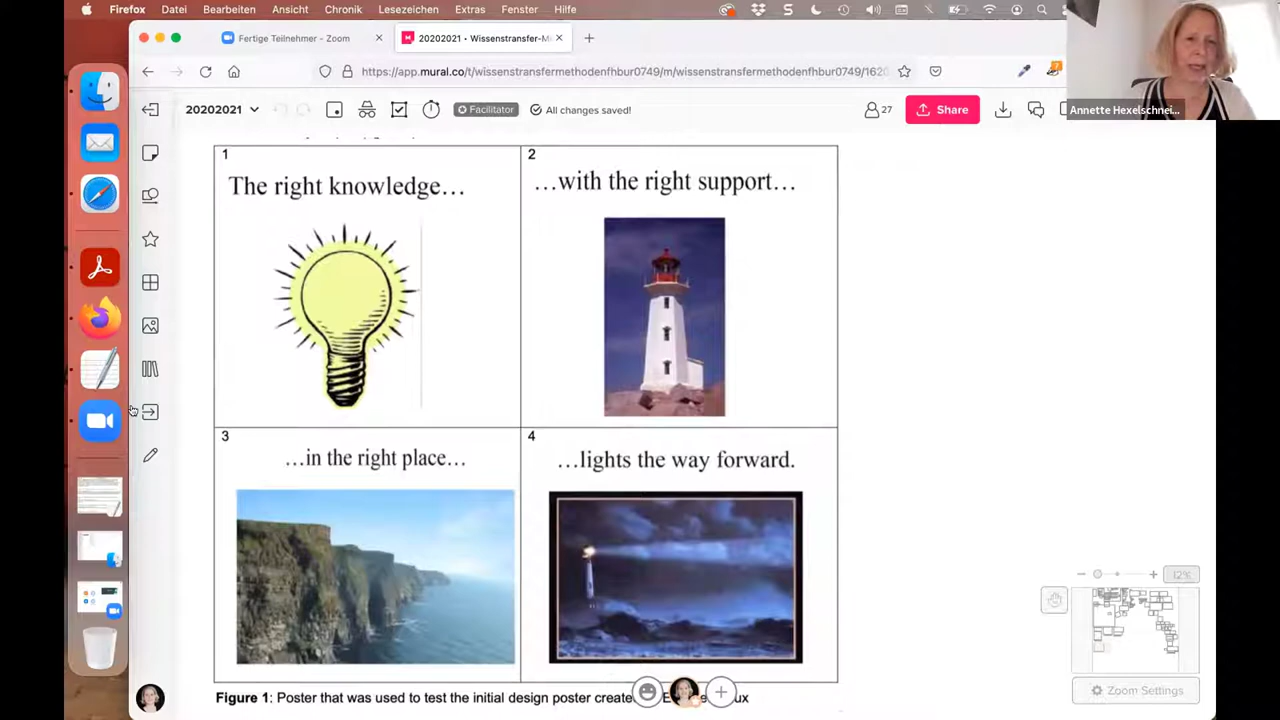 Firefox Datei Bearbeiten Ansicht Chronik Lesezeichen Extras Fenster Hilfe
Fertige Teilnehmer - Zoom
20202021 • Wissenstransfer-M
https://app.mural.co/t/wissenstransfermethodenfhbur0749/m/wissenstransfermethodenfhbur0749/162
7
Annette Hexelschnei...
20202021
Facilitator
All changes saved!
27
Share
1
The right knowledge…
2
…with the right support…
3
…in the right place…
4
…lights the way forward.
12%
Zoom Settings
Figure 1: Poster that was used to test the initial design poster create